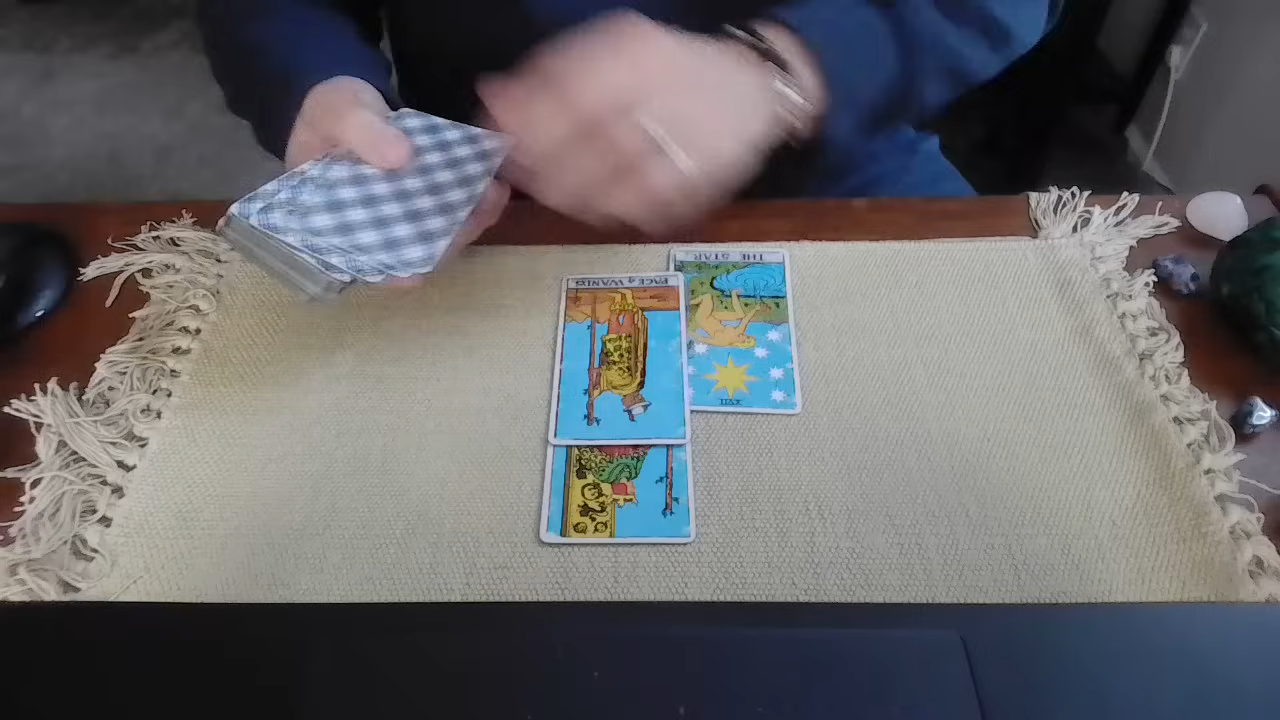 THE STAR.
PAGE of WANDS
XVII